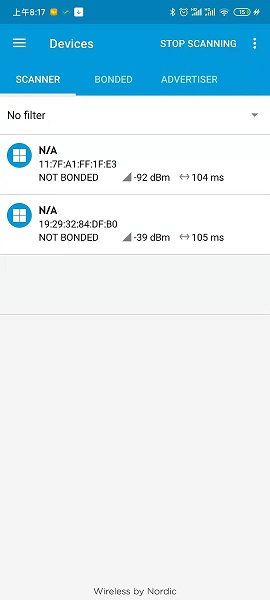 上午8:17
15
Devices
STOP SCANNING
SCANNER
BONDED
ADVERTISER
No filter
N/A
11:7F:A1:FF:1F:E3
NOT BONDED -92 dBm 104 ms
N/A
19:29:32:84:DF:B0
NOT BONDED -39 dBm 105 ms
Wireless by Nordic